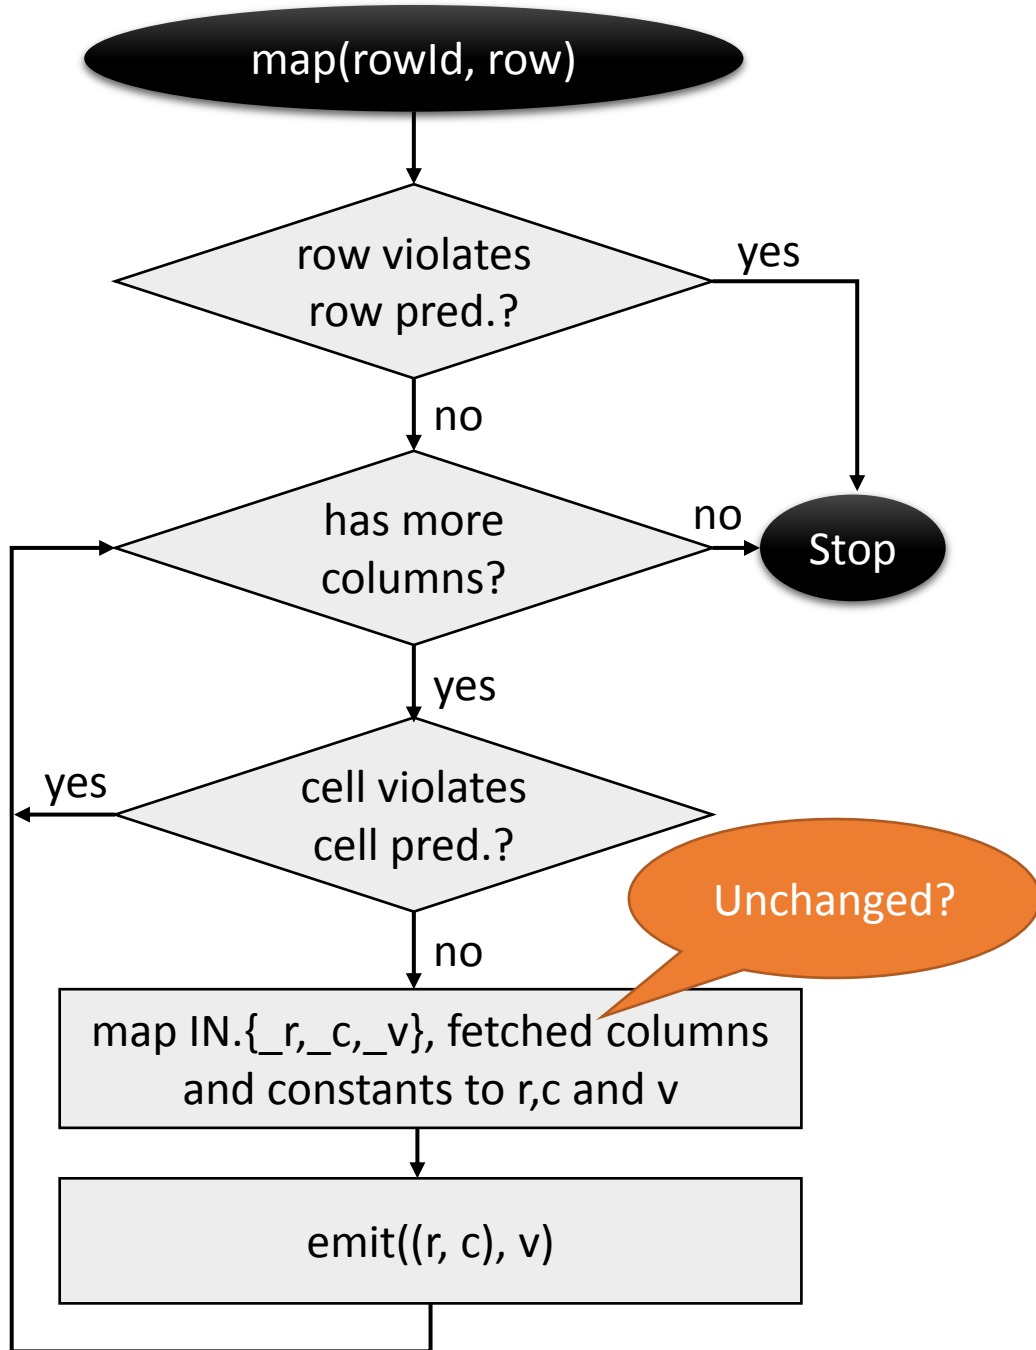 map(rowId, row)
row violates
row pred.?
yes
no
has more
columns?
no
Stop
yes
cell violates
cell pred.?
yes
Unchanged?
no
map IN.{_r,_c,_v}, fetched columns
and constants to r,c and v
emit((r, c), v)